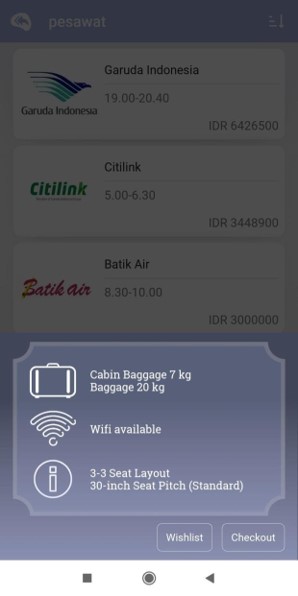 pesawat
Garuda Indonesia
19.00-20.40
Garuda Indonesia
IDR 6426500
Citilink
Citilink
5.00-6.30
IDR 3448900
Batik Air
Batik air
8.30-10.00
IDR 3000000
Cabin Baggage 7 kg
Baggage 20 kg
Wifi available
3-3 Seat Layout
30-inch Seat Pitch (Standard)
Wishlist
Checkout